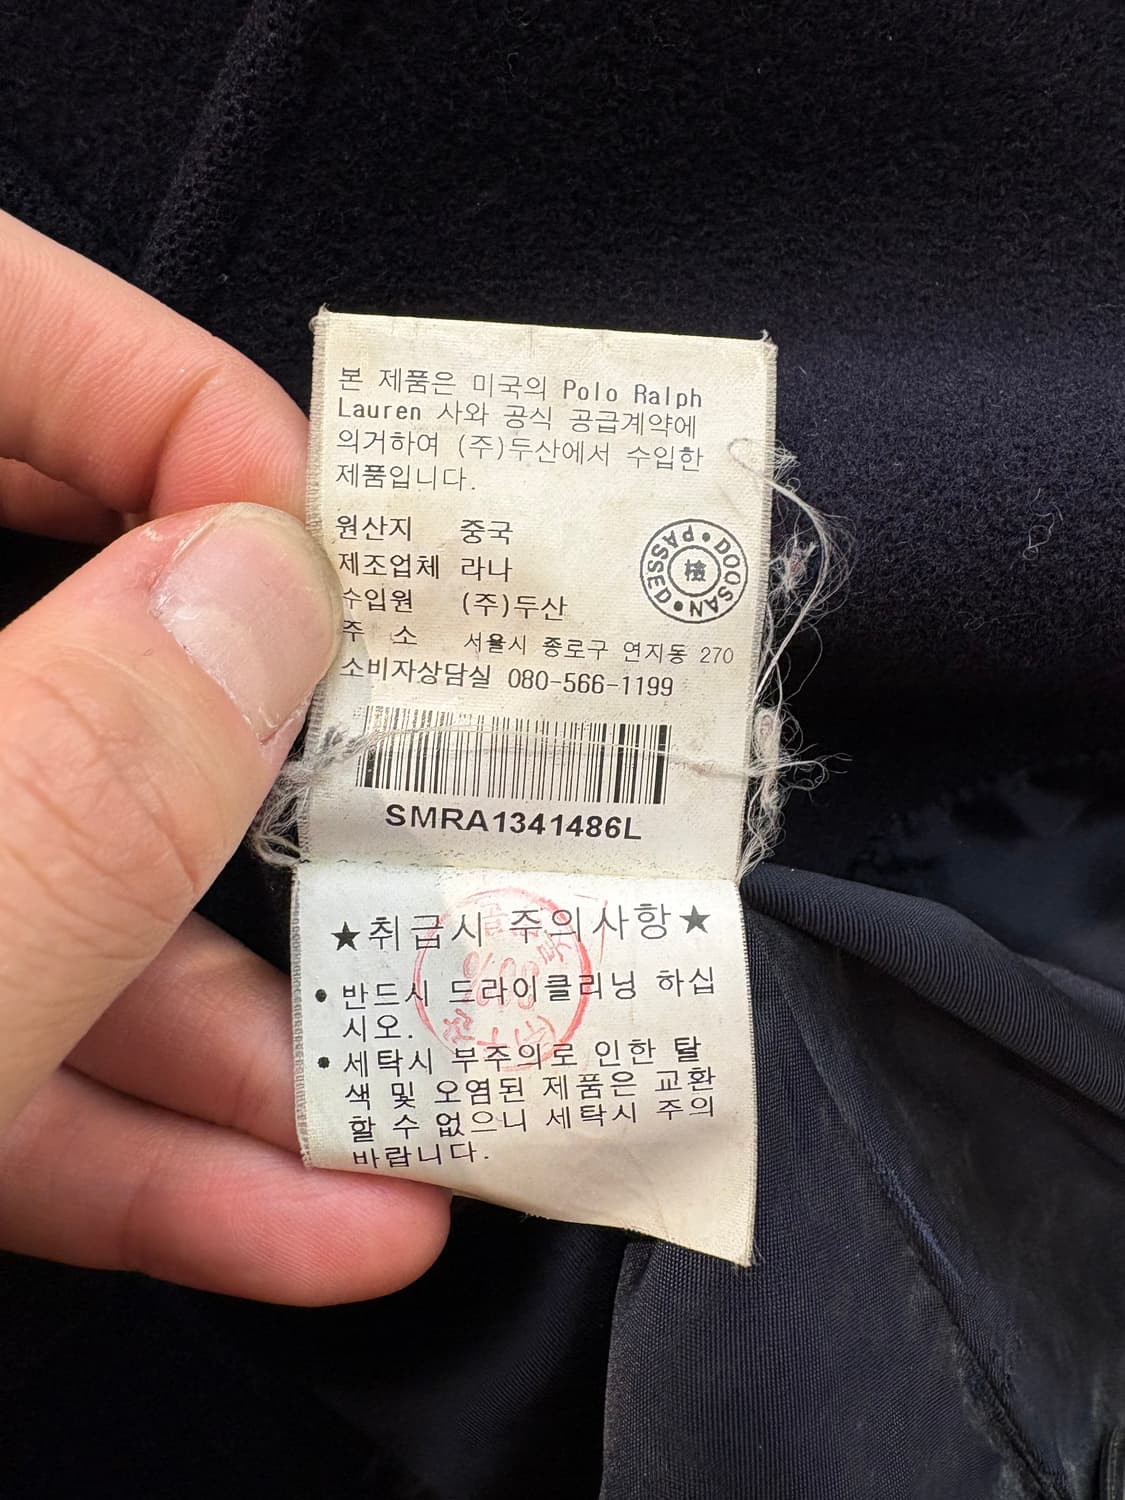 본 제품은 미국의 Polo Ralph
Lauren 사와 공식 공급계약에
의거하여 (주)두산에서 수입한
제품입니다.
원산지 중국
제조업체 라나
수입원 (주)두산
주 소 서울시 종로구 연지동 270
소비자상담실 080-566-1199
DOOSAN • PASSED •
檢
SMRA1341486L
★취급시 주의사항★
• 반드시 드라이클리닝 하십
시오.
• 세탁시 부주의로 인한 탈
색 및 오염된 제품은 교환
할 수 없으니 세탁시 주의
바랍니다.